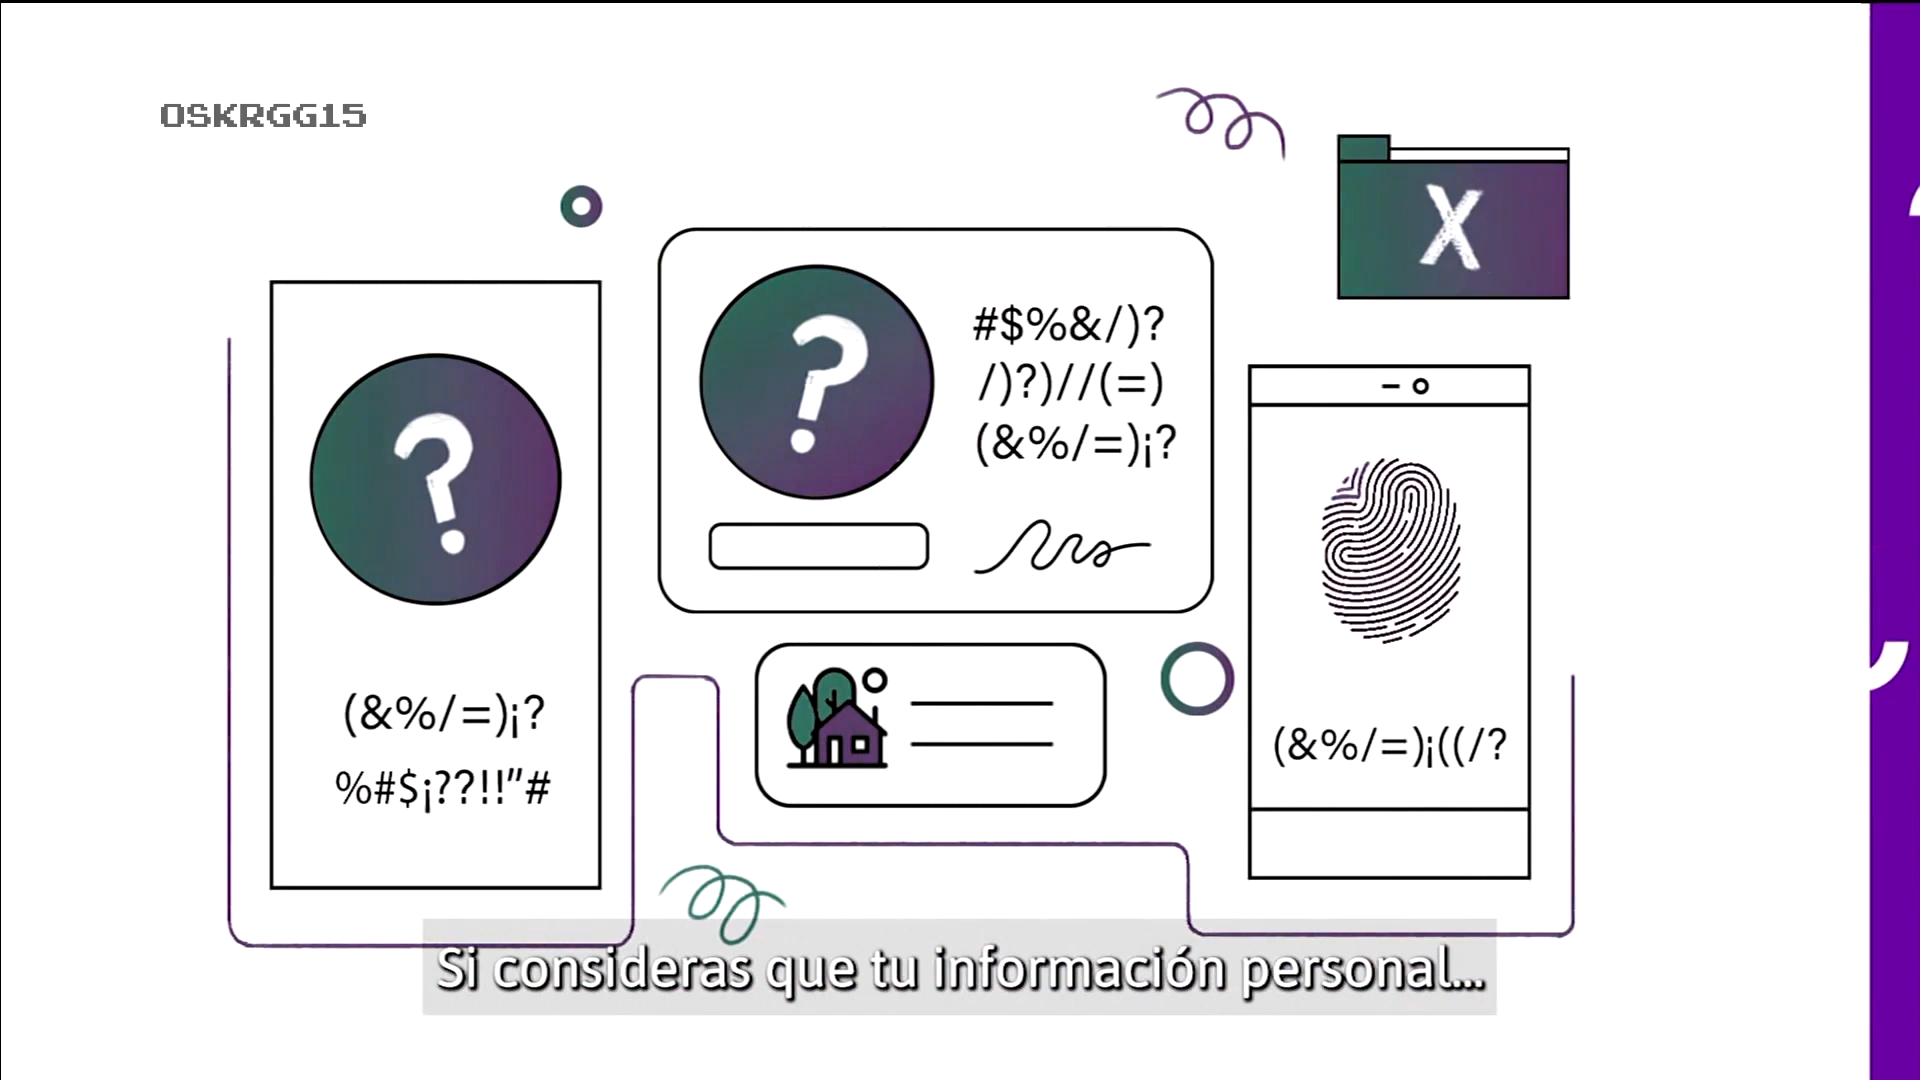 OSKRGG15
X
?
#$%&/)?
/)?)//(=)
(&%/=)¡?
?
(&%/=)¡?
%#$¡??!!"#
(&%/=)¡((/?
Si consideras que tu información personal...